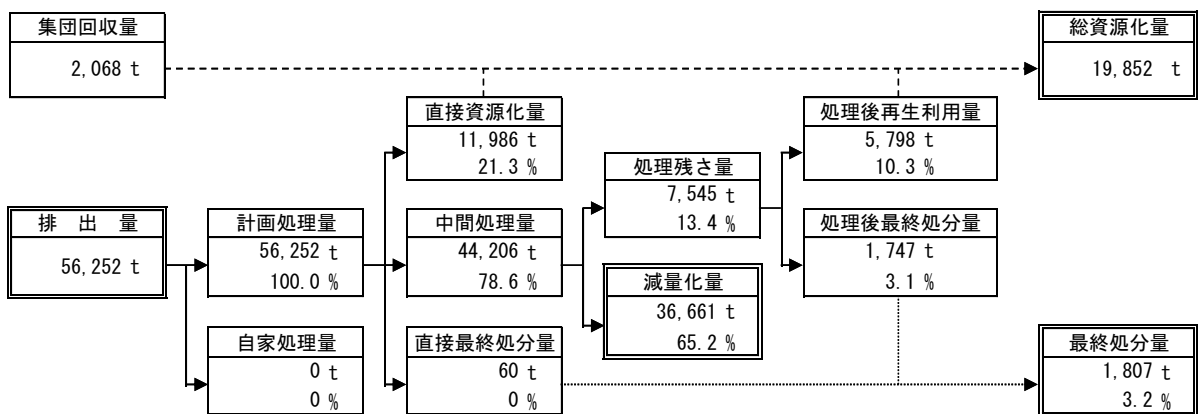 集団回収量
2,068 t
総資源化量
19,852 t
直接資源化量
11,986 t
21.3 %
処理後再生利用量
5,798 t
10.3 %
処理残さ量
7,545 t
13.4 %
排 出 量
56,252 t
計画処理量
56,252 t
100.0 %
中間処理量
44,206 t
78.6 %
処理後最終処分量
1,747 t
3.1 %
減量化量
36,661 t
65.2 %
自家処理量
0 t
0 %
直接最終処分量
60 t
0 %
最終処分量
1,807 t
3.2 %